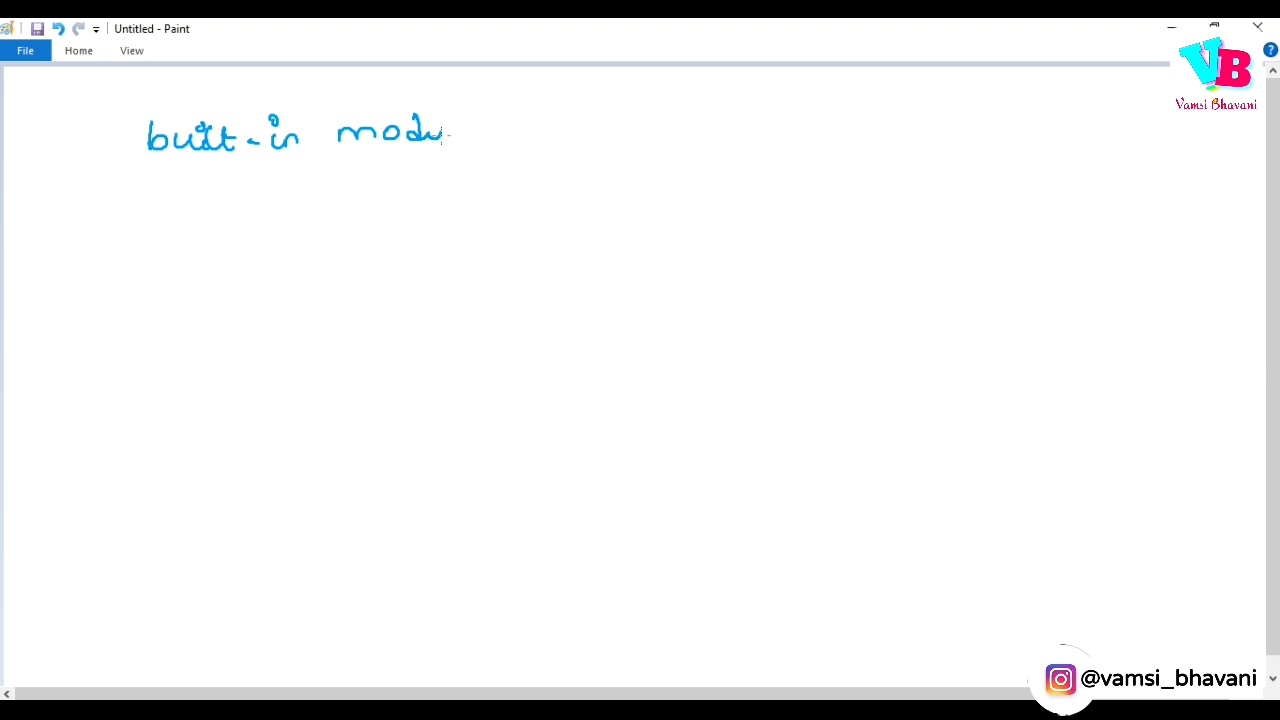 Untitled - Paint
File Home View
VB
Vamsi Bhavani
built-in modu
@vamsi_bhavani